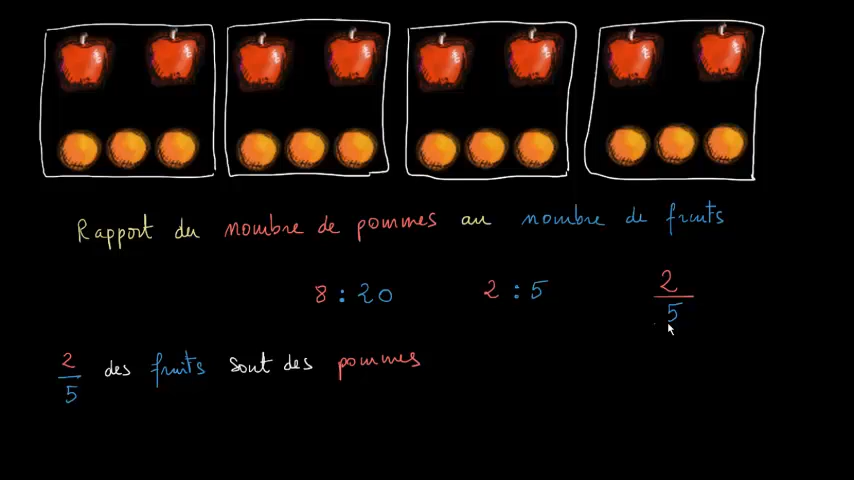 Rapport du nombre de pommes au nombre de fruits
8 : 20 2 : 5 2/5
2/5 des fruits sont des pommes